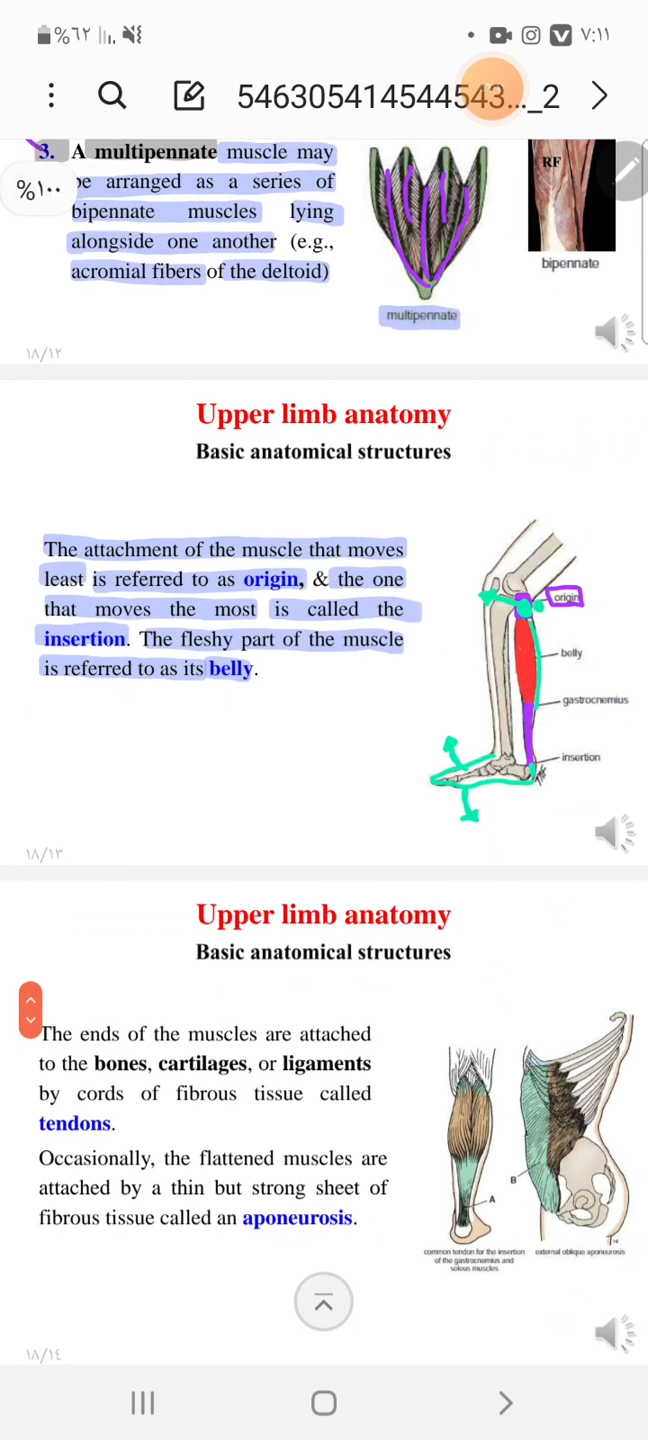 %٦٢
٧:١١
546305414544543..._2
3. A multipennate muscle may
be arranged as a series of
bipennate muscles lying
alongside one another (e.g.,
acromial fibers of the deltoid)
%١٠٠
RF
bipennate
multipennate
١٨/١٢
Upper limb anatomy
Basic anatomical structures
The attachment of the muscle that moves
least is referred to as origin, & the one
that moves the most is called the
insertion. The fleshy part of the muscle
is referred to as its belly.
origin
belly
gastrocnemius
insertion
١٨/١٣
Upper limb anatomy
Basic anatomical structures
The ends of the muscles are attached
to the bones, cartilages, or ligaments
by cords of fibrous tissue called
tendons.
Occasionally, the flattened muscles are
attached by a thin but strong sheet of
fibrous tissue called an aponeurosis.
B
A
common tendon for the insertion
of the gastrocnemius and
soleus muscles
external oblique aponeurosis
١٨/١٤